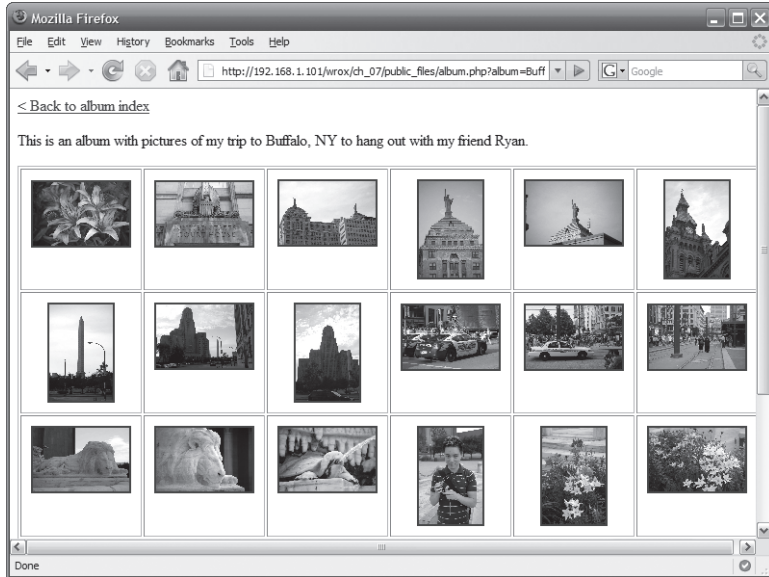 Mozilla Firefox
File Edit View History Bookmarks Tools Help
http://192.168.1.101/wrox/ch_07/public_files/album.php?album=Buff
G Google
< Back to album index
This is an album with pictures of my trip to Buffalo, NY to hang out with my friend Ryan.
Done